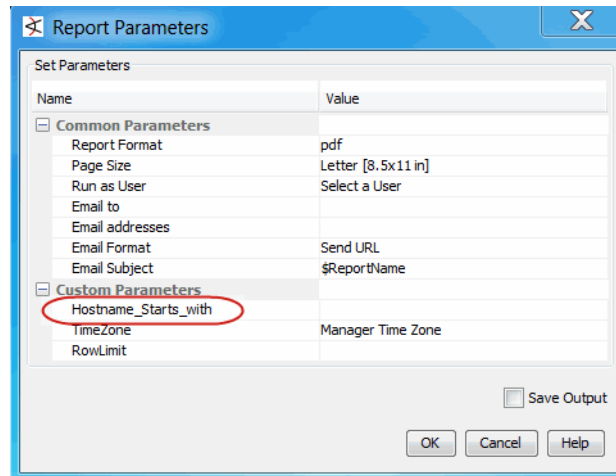 Report Parameters
Set Parameters
Name Value
Common Parameters
Report Format pdf
Page Size Letter [8.5x11 in]
Run as User Select a User
Email to
Email addresses
Email Format Send URL
Email Subject $ReportName
Custom Parameters
Hostname_Starts_with
TimeZone Manager Time Zone
RowLimit
Save Output
OK Cancel Help